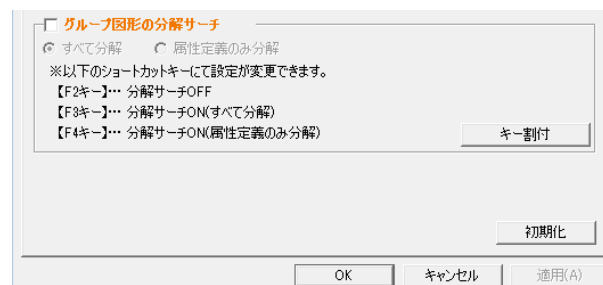 グループ図形の分解サーチ
すべて分解 属性定義のみ分解
※以下のショートカットキーにて設定が変更できます。
【F2キー】… 分解サーチOFF
【F3キー】… 分解サーチON(すべて分解)
【F4キー】… 分解サーチON(属性定義のみ分解)
キー割付
初期化
OK キャンセル 適用(A)